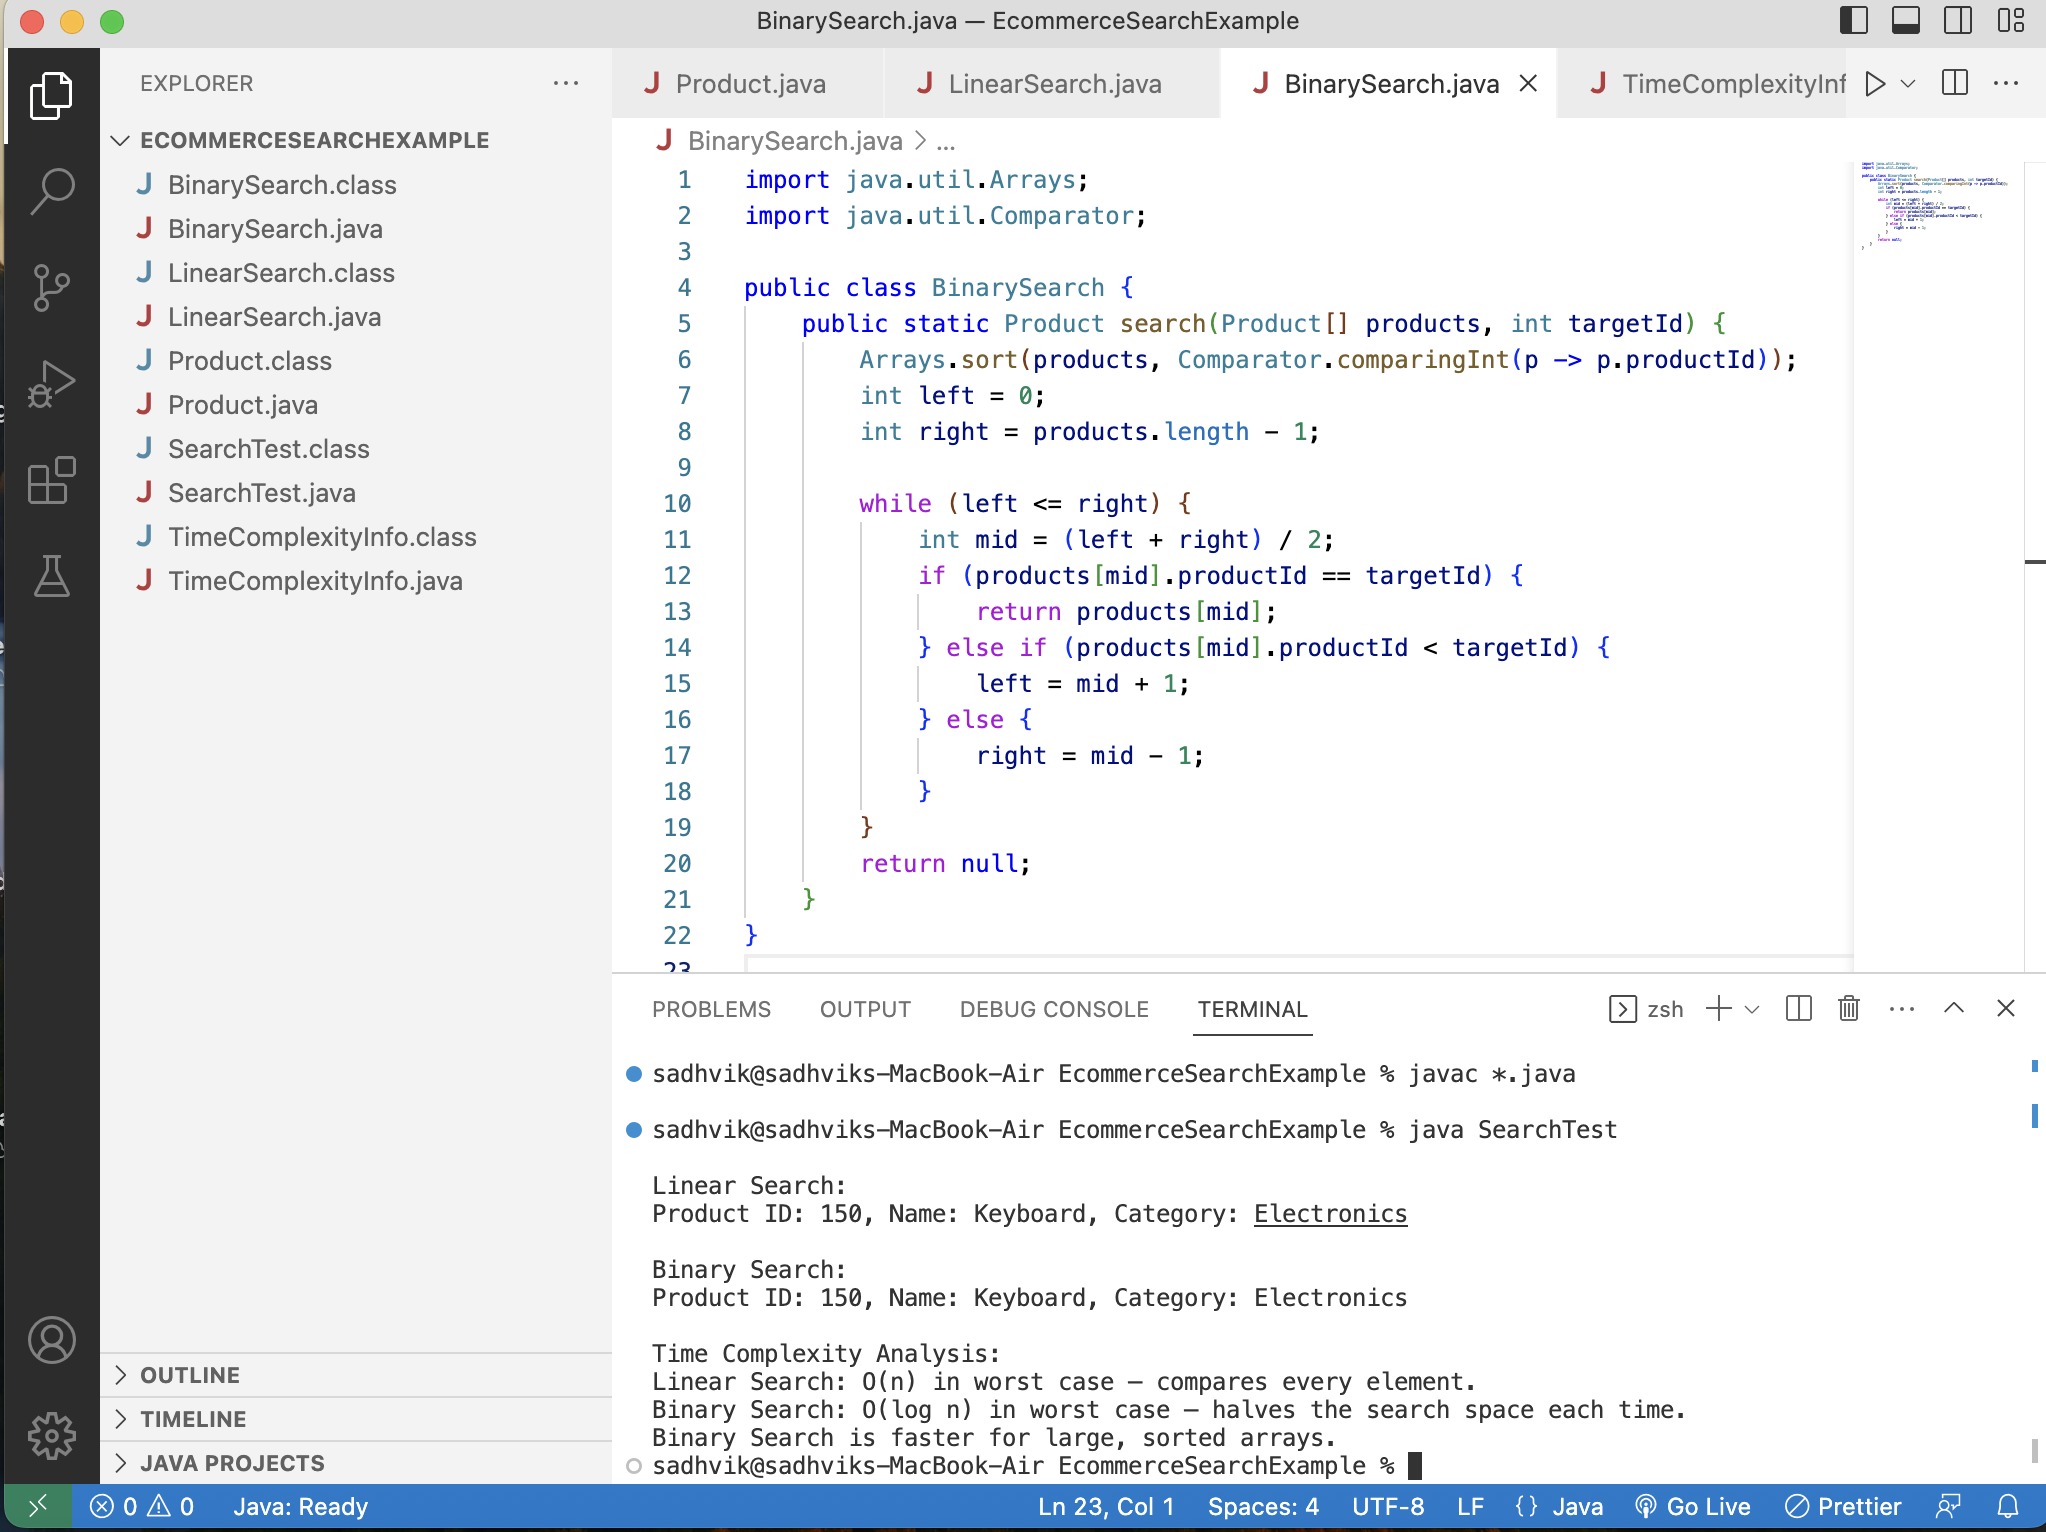 BinarySearch.java — EcommerceSearchExample
EXPLORER
ECOMMERCESEARCHEXAMPLE
J BinarySearch.class
J BinarySearch.java
J LinearSearch.class
J LinearSearch.java
J Product.class
J Product.java
J SearchTest.class
J SearchTest.java
J TimeComplexityInfo.class
J TimeComplexityInfo.java
OUTLINE
TIMELINE
JAVA PROJECTS
J Product.java J LinearSearch.java J BinarySearch.java J TimeComplexityInf
J BinarySearch.java > ...
1 import java.util.Arrays;
2 import java.util.Comparator;
3
4 public class BinarySearch {
5     public static Product search(Product[] products, int targetId) {
6         Arrays.sort(products, Comparator.comparingInt(p -> p.productId));
7         int left = 0;
8         int right = products.length - 1;
9
10         while (left <= right) {
11             int mid = (left + right) / 2;
12             if (products[mid].productId == targetId) {
13                 return products[mid];
14             } else if (products[mid].productId < targetId) {
15                 left = mid + 1;
16             } else {
17                 right = mid - 1;
18             }
19         }
20         return null;
21     }
22 }
23
PROBLEMS OUTPUT DEBUG CONSOLE TERMINAL zsh
sadhvik@sadhviks-MacBook-Air EcommerceSearchExample % javac *.java
sadhvik@sadhviks-MacBook-Air EcommerceSearchExample % java SearchTest
Linear Search:
Product ID: 150, Name: Keyboard, Category: Electronics
Binary Search:
Product ID: 150, Name: Keyboard, Category: Electronics
Time Complexity Analysis:
Linear Search: O(n) in worst case – compares every element.
Binary Search: O(log n) in worst case – halves the search space each time.
Binary Search is faster for large, sorted arrays.
sadhvik@sadhviks-MacBook-Air EcommerceSearchExample %
0 0 Java: Ready Ln 23, Col 1 Spaces: 4 UTF-8 LF {} Java Go Live Prettier